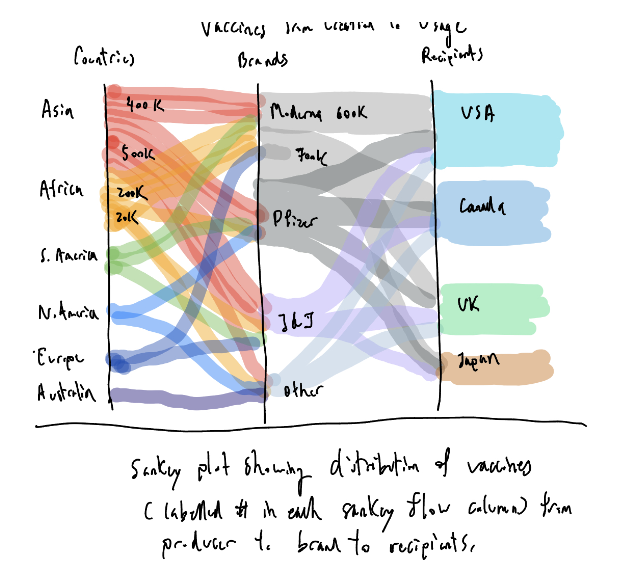 Vaccines from creation to usage
Countries
Brands
Recipients
Asia
400K
Moderna 600K
USA
500K
700K
Africa
200K
20K
Pfizer
Canada
S. America
N. America
J&J
UK
Europe
Japan
Australia
other
Sankey plot showing distribution of vaccines
(labelled # in each sankey flow column) from
producer to brand to recipients.